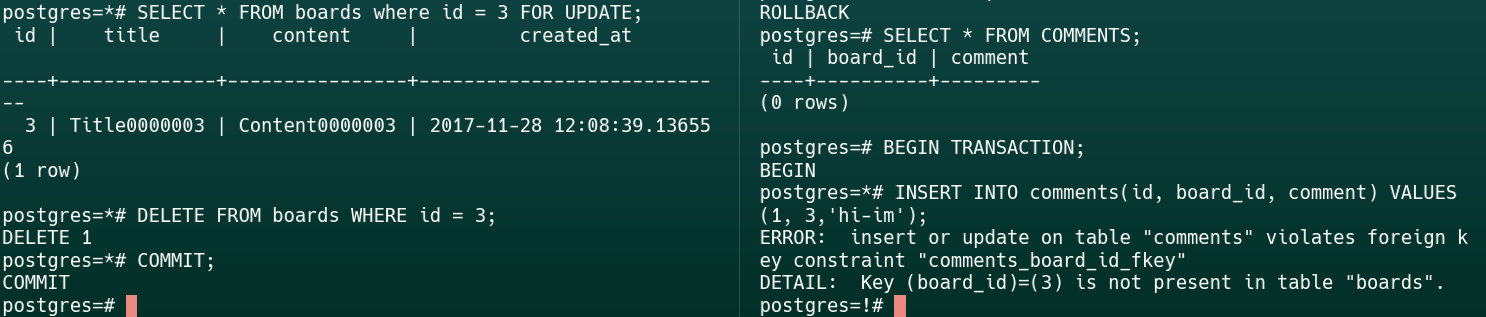 postgres=*# SELECT * FROM boards where id = 3 FOR UPDATE;
 id |    title     |    content     |         created_at
----+--------------+----------------+--------------------------
--
  3 | Title0000003 | Content0000003 | 2017-11-28 12:08:39.13655
6
(1 row)

postgres=*# DELETE FROM boards WHERE id = 3;
DELETE 1
postgres=*# COMMIT;
COMMIT
postgres=#
ROLLBACK
postgres=# SELECT * FROM COMMENTS;
 id | board_id | comment
----+----------+---------
(0 rows)

postgres=# BEGIN TRANSACTION;
BEGIN
postgres=*# INSERT INTO comments(id, board_id, comment) VALUES
(1, 3,'hi-im');
ERROR:  insert or update on table "comments" violates foreign k
ey constraint "comments_board_id_fkey"
DETAIL:  Key (board_id)=(3) is not present in table "boards".
postgres=!#